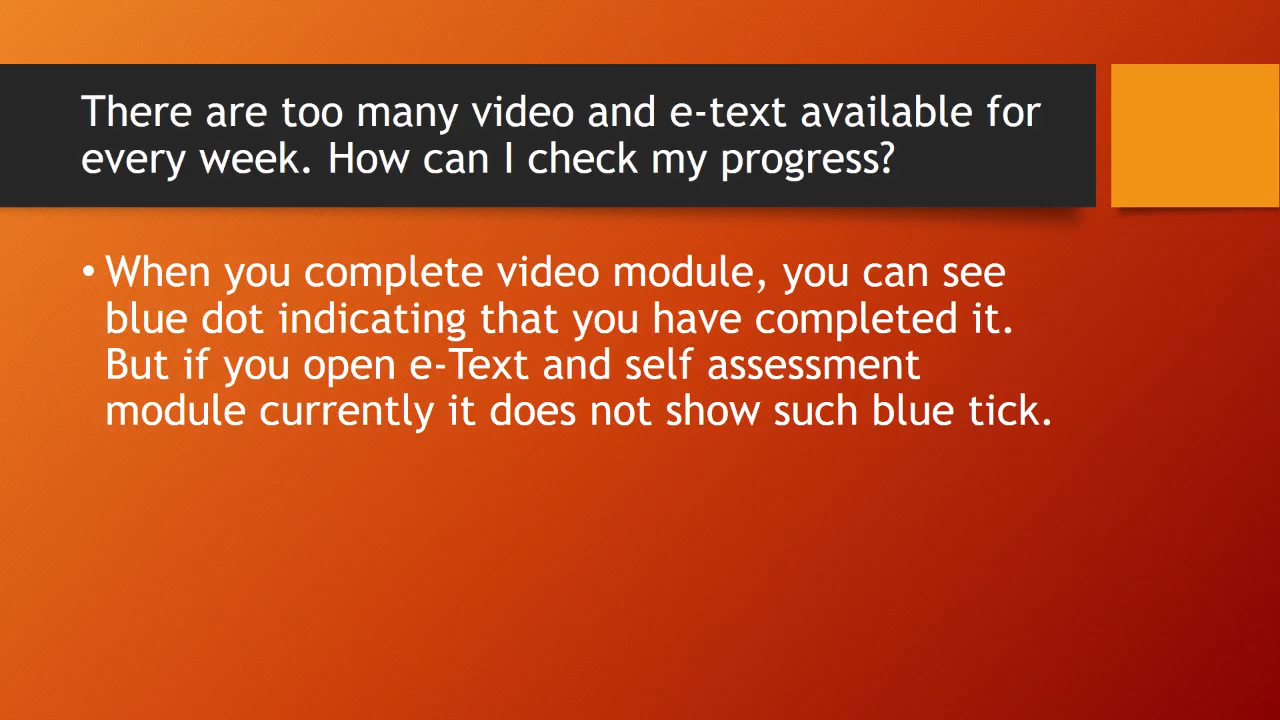 There are too many video and e-text available for
every week. How can I check my progress?
• When you complete video module, you can see
blue dot indicating that you have completed it.
But if you open e-Text and self assessment
module currently it does not show such blue tick.